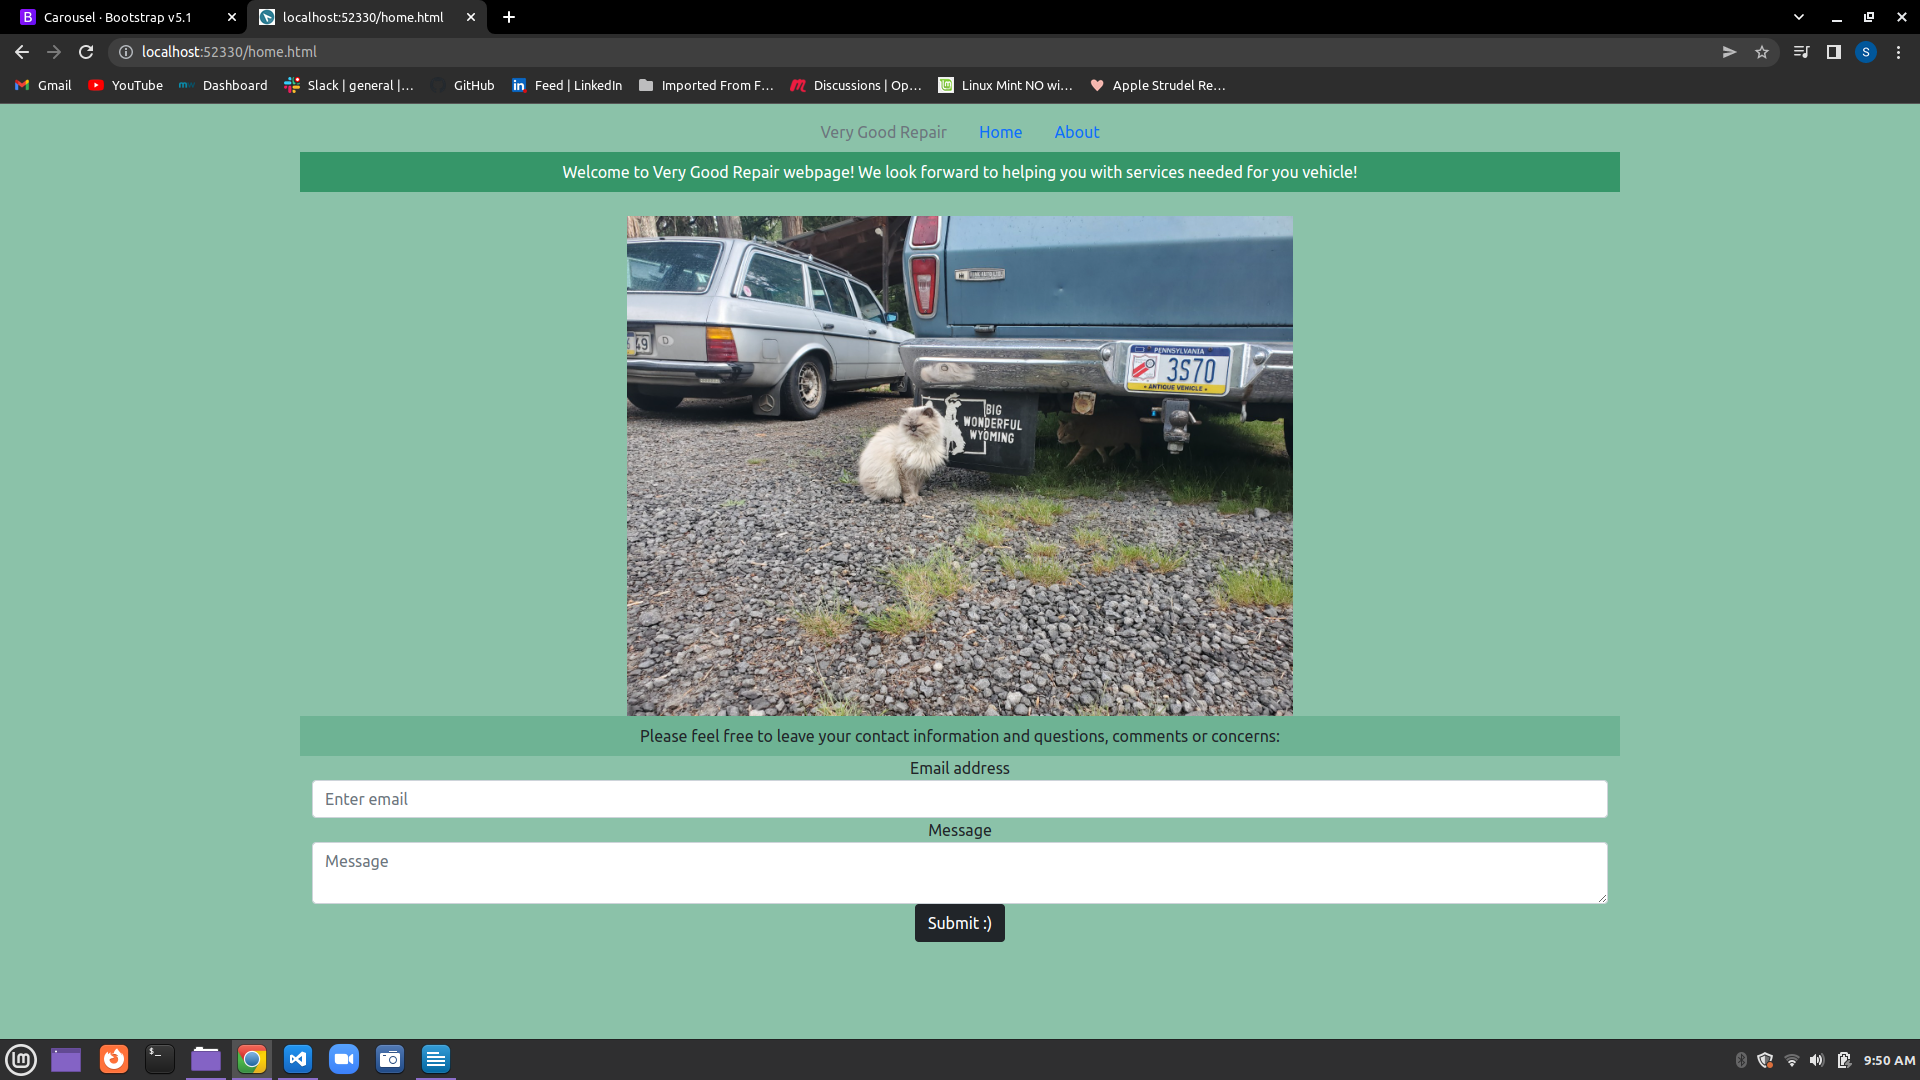 Carousel · Bootstrap v5.1
localhost:52330/home.html
localhost:52330/home.html
S
Gmail
YouTube
Dashboard
Slack | general |...
GitHub
Feed | LinkedIn
Imported From F...
Discussions | Op...
Linux Mint NO wi...
Apple Strudel Re...
Very Good Repair
Home
About
Welcome to Very Good Repair webpage! We look forward to helping you with services needed for you vehicle!
49
D
PENNSYLVANIA
3S70
ANTIQUE VEHICLE
BIG
WONDERFUL
WYOMING
Please feel free to leave your contact information and questions, comments or concerns:
Email address
Enter email
Message
Message
Submit :)
9:50 AM